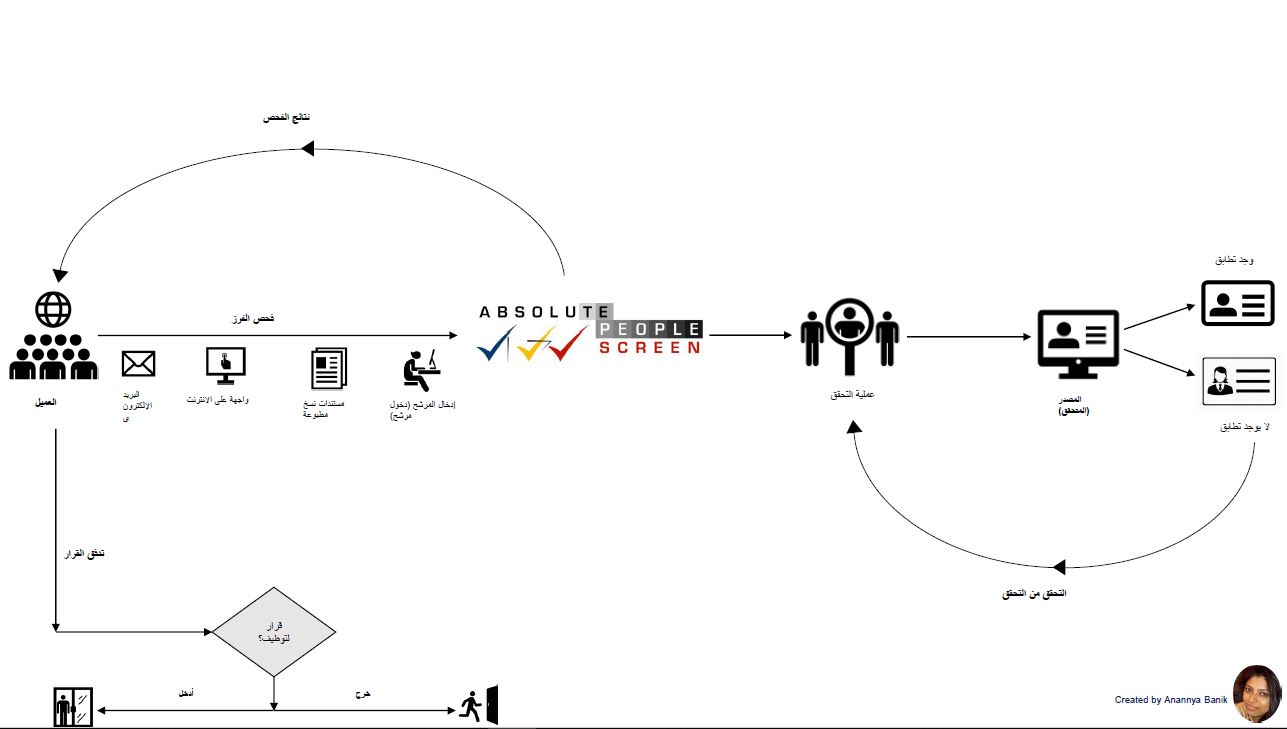 نتائج الفحص
وجد تطابق
ABSOLUTE
PEOPLE
SCREEN
فحص الفرز
العميل
البريد
الإلكترون
ي
واجهة على الانترنت
مستندات نسخ
مطبوعة
إدخال المرشح (دخول
مرشح)
عملية التحقق
المصدر
(المتحقق)
لا يوجد تطابق
تدفق القرار
التحقق من التحقق
قرار
لتوظيف؟
أدخل
خرج
Created by Anannya Banik